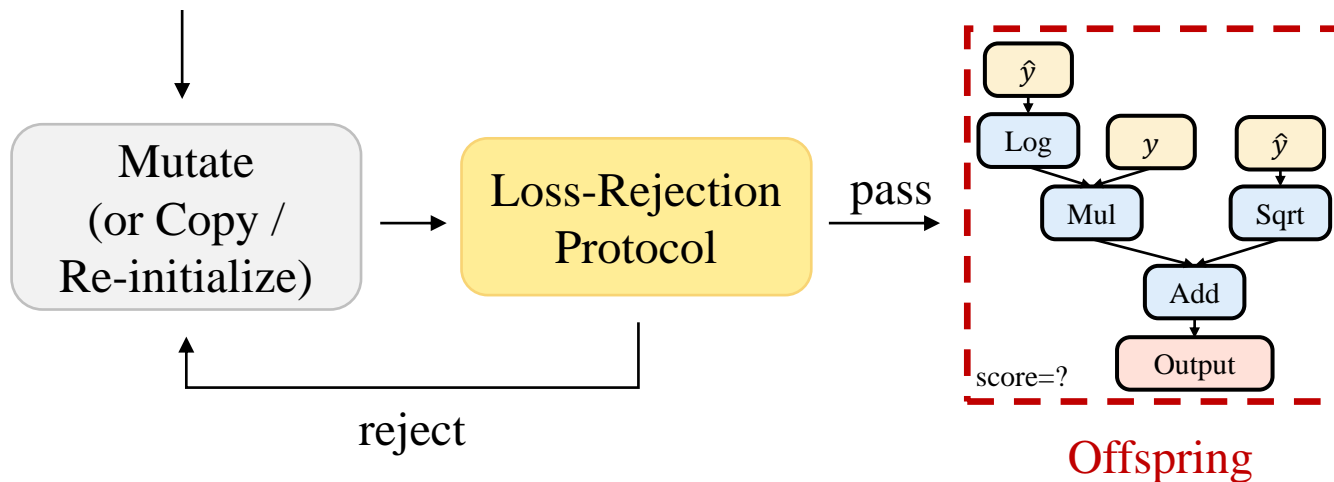 Mutate
(or Copy /
Re-initialize)
Loss-Rejection
Protocol
pass
reject
ŷ
Log
y
ŷ
Mul
Sqrt
Add
Output
score=?
Offspring